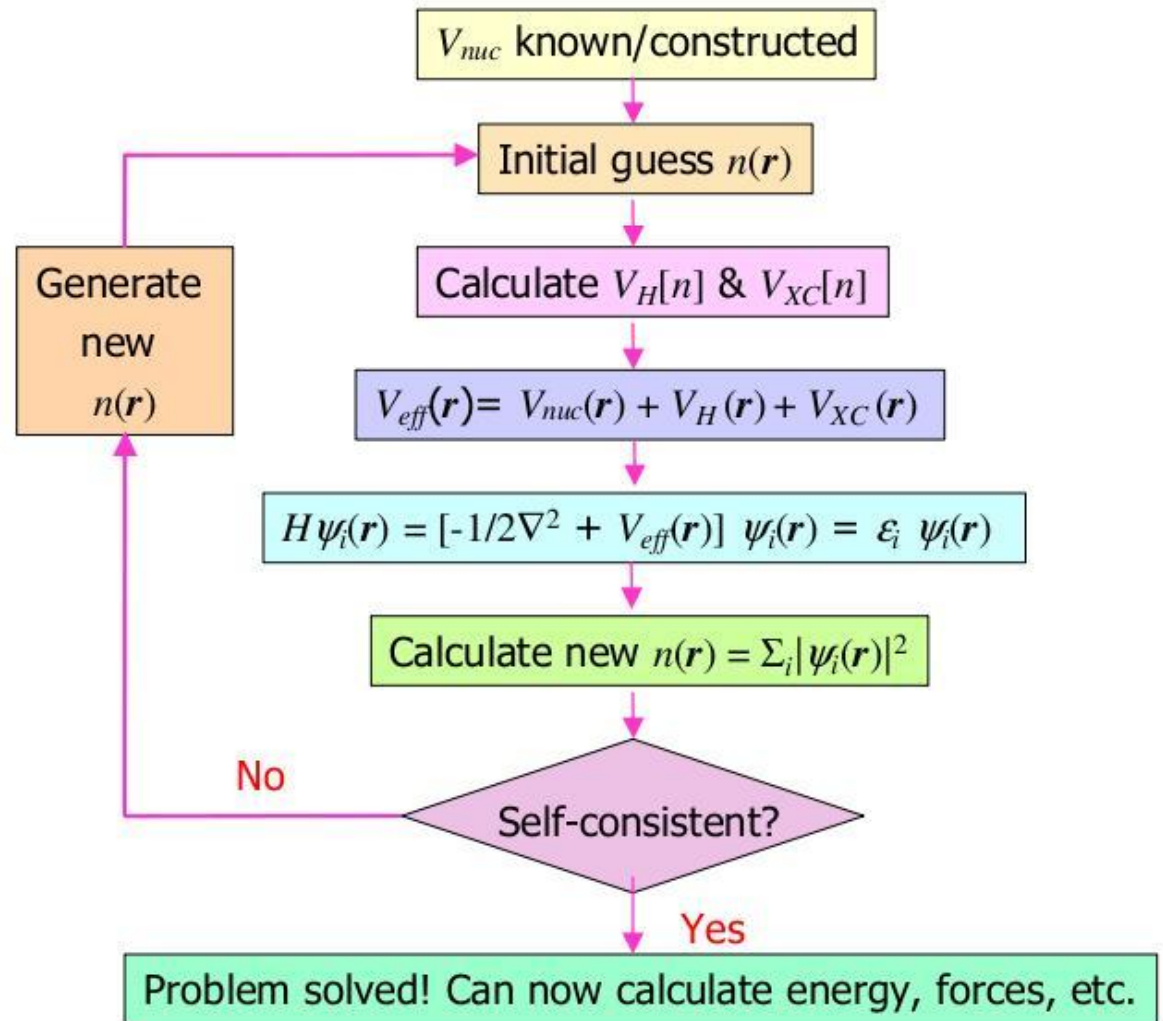 V_nuc known/constructed
Initial guess n(r)
Generate
new
n(r)
Calculate V_H[n] & V_XC[n]
V_eff(r)= V_nuc(r) + V_H(r) + V_XC(r)
Hψ_i(r) = [-1/2∇² + V_eff(r)] ψ_i(r) = ε_i ψ_i(r)
Calculate new n(r) = Σ_i|ψ_i(r)|²
No
Self-consistent?
Yes
Problem solved! Can now calculate energy, forces, etc.